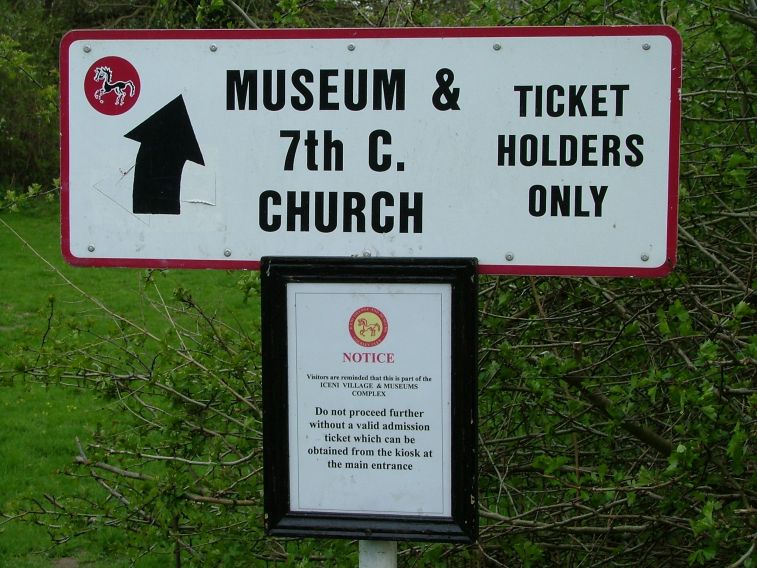 MUSEUM &
7th C.
CHURCH
TICKET
HOLDERS
ONLY
NOTICE
Visitors are reminded that this is part of the
ICENI VILLAGE & MUSEUMS
COMPLEX
Do not proceed further
without a valid admission
ticket which can be
obtained from the kiosk at
the main entrance